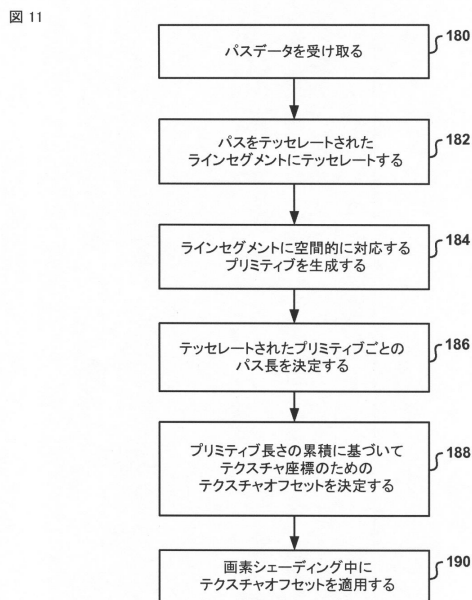 図 11
パスデータを受け取る
180
パスをテッセレートされた
ラインセグメントにテッセレートする
182
ラインセグメントに空間的に対応する
プリミティブを生成する
184
テッセレートされたプリミティブごとの
パス長を決定する
186
プリミティブ長さの累積に基づいて
テクスチャ座標のための
テクスチャオフセットを決定する
188
画素シェーディング中に
テクスチャオフセットを適用する
190